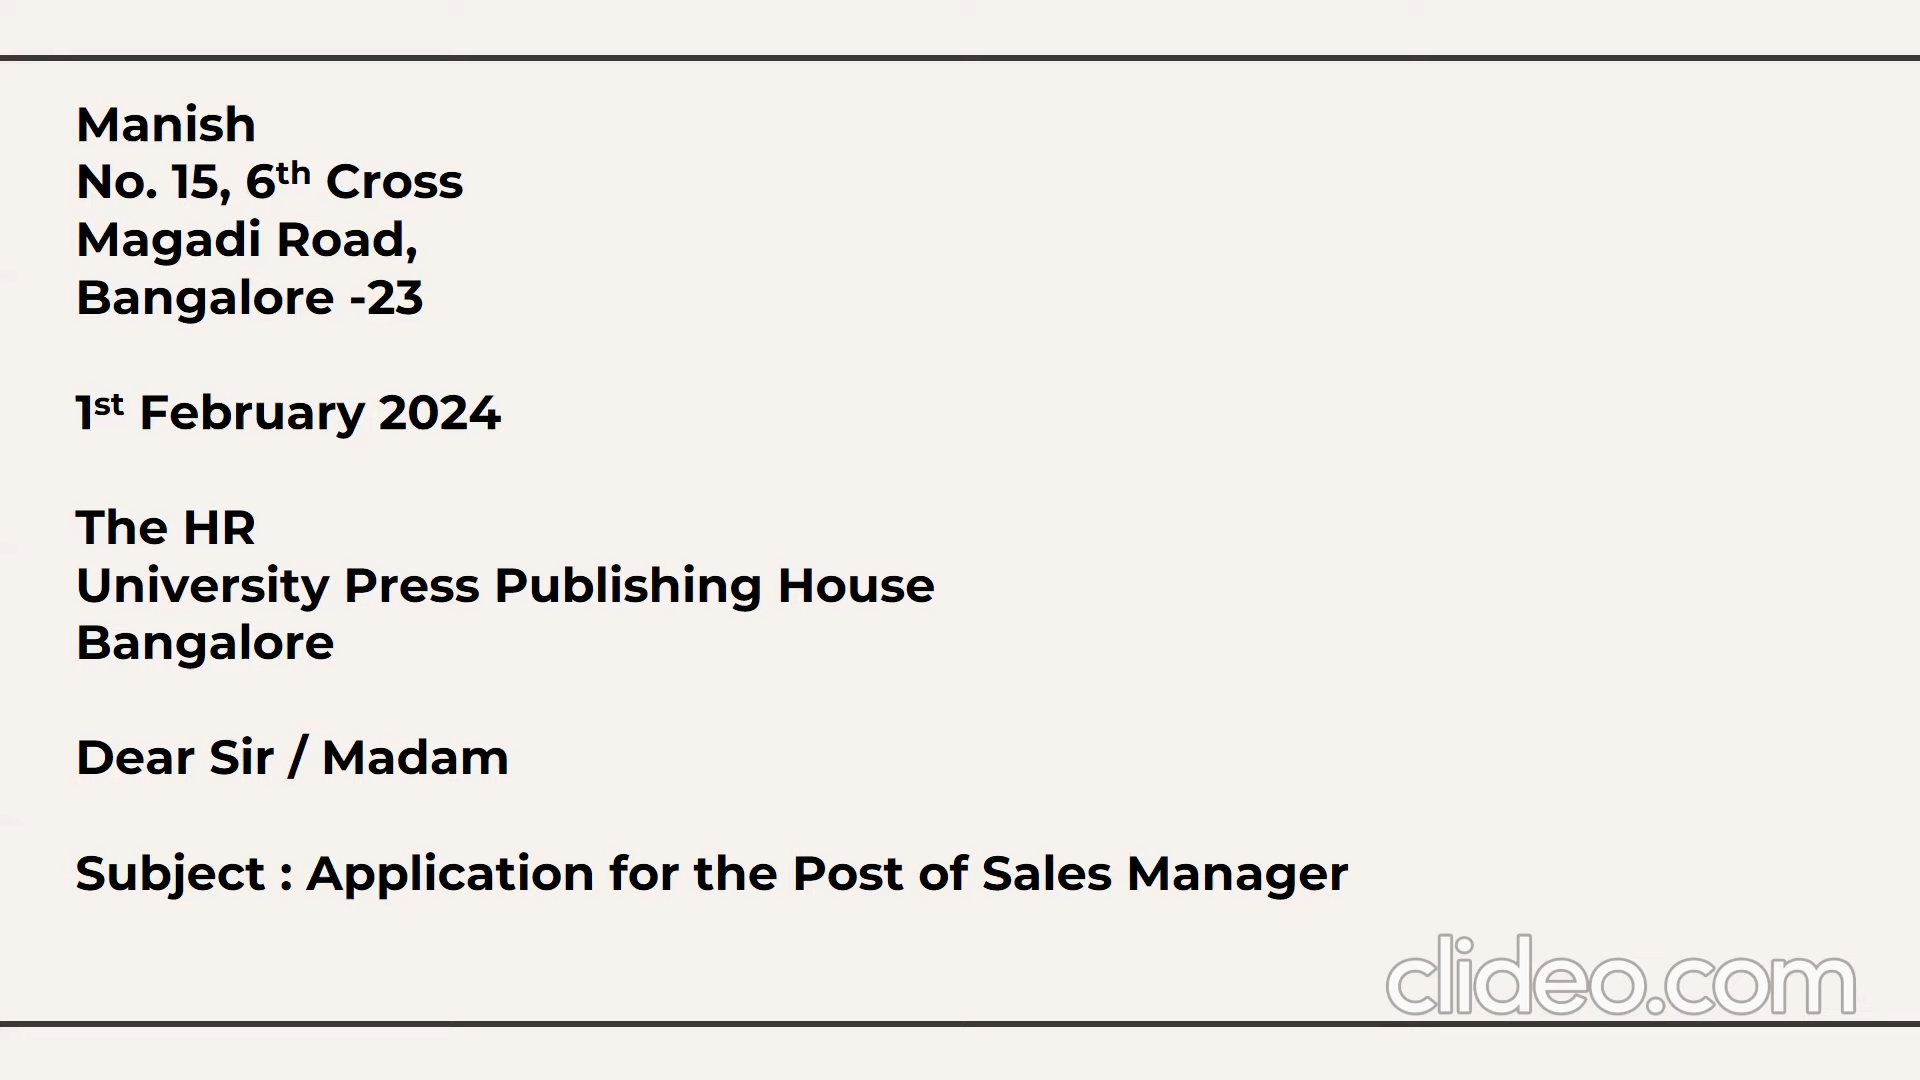 Manish
No. 15, 6th Cross
Magadi Road,
Bangalore -23
1st February 2024
The HR
University Press Publishing House
Bangalore
Dear Sir / Madam
Subject : Application for the Post of Sales Manager
clideo.com